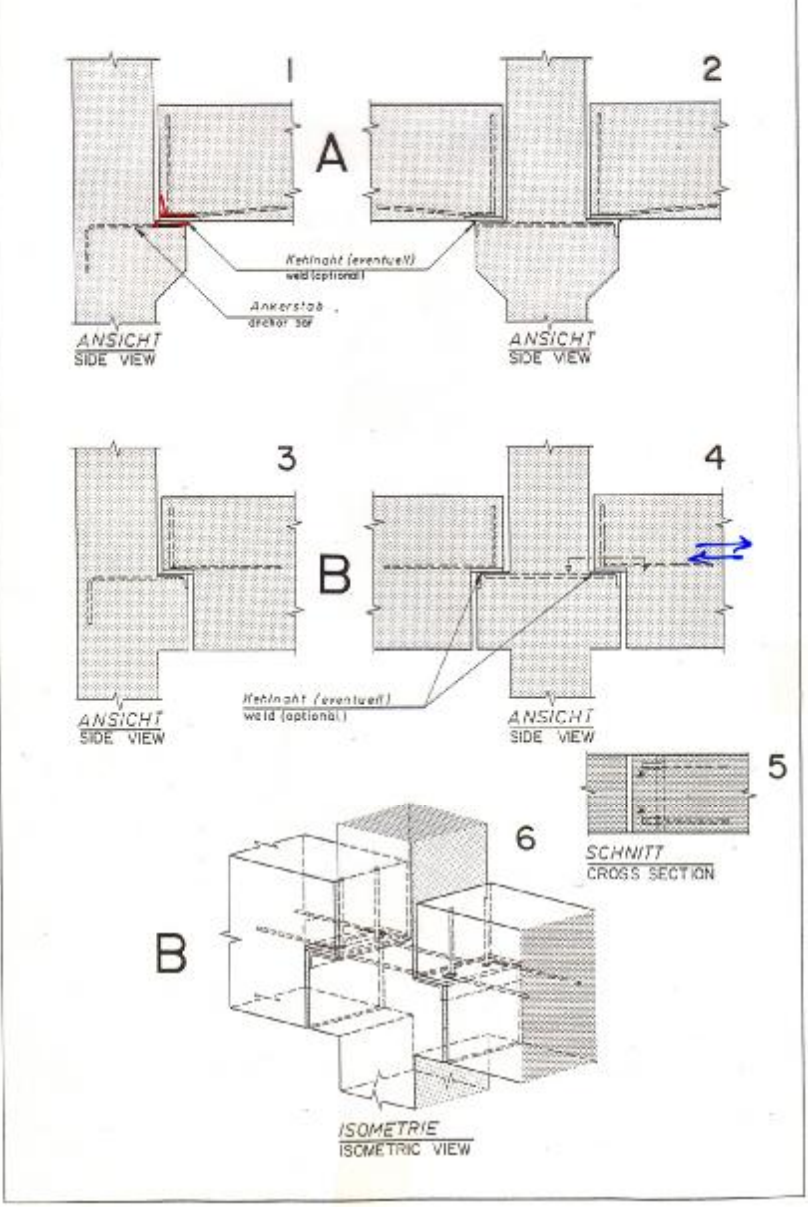 1
2
A
Kehlnaht (eventuell)
weld (optional)
Ankerstab
anchor bar
ANSICHT
SIDE VIEW
ANSICHT
SIDE VIEW
3
4
B
Kehlnaht (eventuell)
weld (optional)
ANSICHT
SIDE VIEW
ANSICHT
SIDE VIEW
5
SCHNITT
CROSS SECTION
6
B
ISOMETRIE
ISOMETRIC VIEW